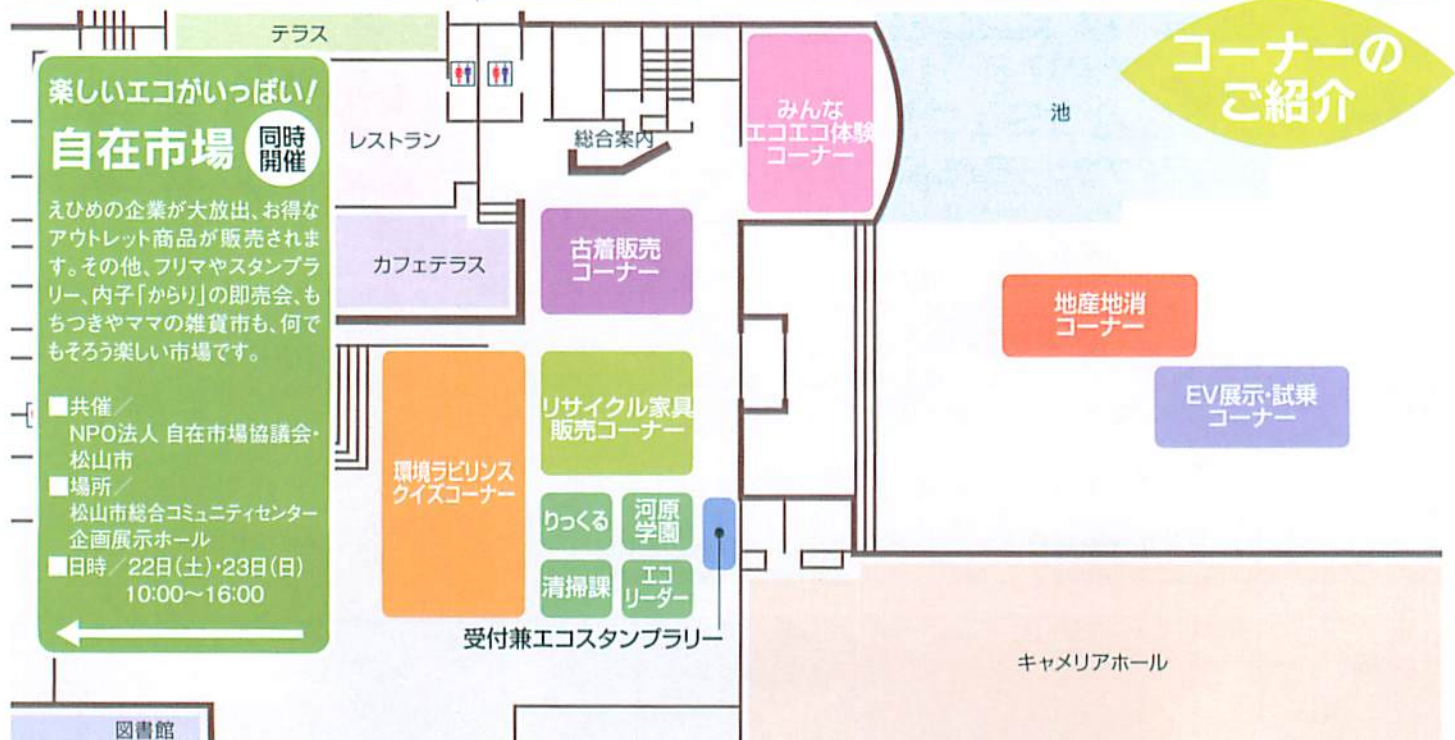 コーナーの
ご紹介
テラス
楽しいエコがいっぱい!
自在市場
同時
開催
えひめの企業が大放出、お得な
アウトレット商品が販売されま
す。その他、フリマやスタンプラ
リー、内子「からり」の即売会、も
ちつきやママの雑貨市も、何で
もそろう楽しい市場です。
■共催/
NPO法人 自在市場協議会・
松山市
■場所/
松山市総合コミュニティセンター
企画展示ホール
■日時/22日(土)・23日(日)
10:00~16:00
レストラン
総合案内
みんな
エコエコ体験
コーナー
池
カフェテラス
古着販売
コーナー
地産地消
コーナー
EV展示・試乗
コーナー
環境ラビリンス
クイズコーナー
リサイクル家具
販売コーナー
りっくる
河原
学園
清掃課
エコ
リーダー
受付兼エコスタンプラリー
キャメリアホール
図書館